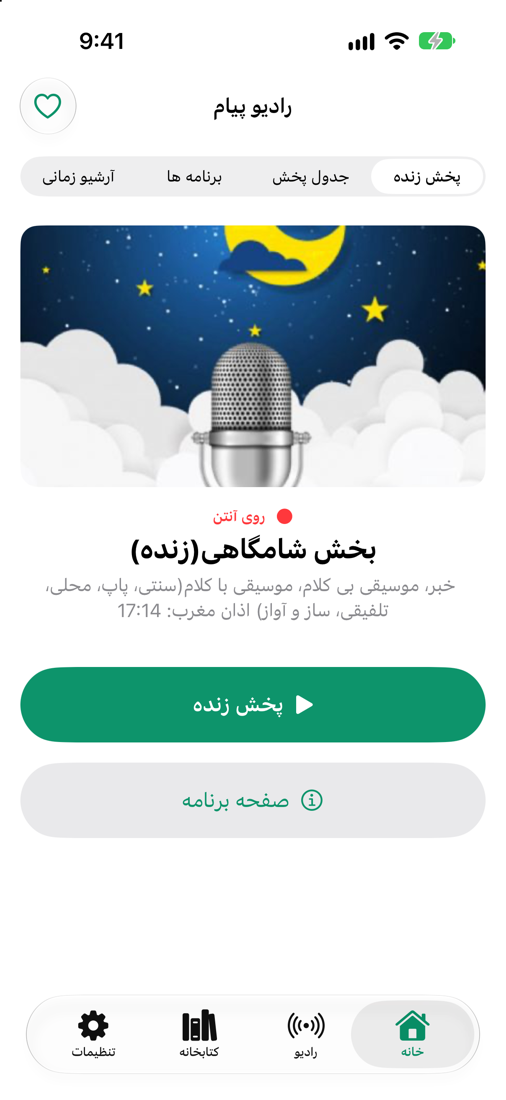 9:41
رادیو پیام
پخش زنده
جدول پخش
برنامه ها
آرشیو زمانی
روی آنتن
بخش شامگاهی(زنده)
خبر، موسیقی بی کلام، موسیقی با کلام(سنتی، پاپ، محلی،
تلفیقی، ساز و آواز) اذان مغرب: 17:14
پخش زنده
صفحه برنامه
خانه
رادیو
کتابخانه
تنظیمات